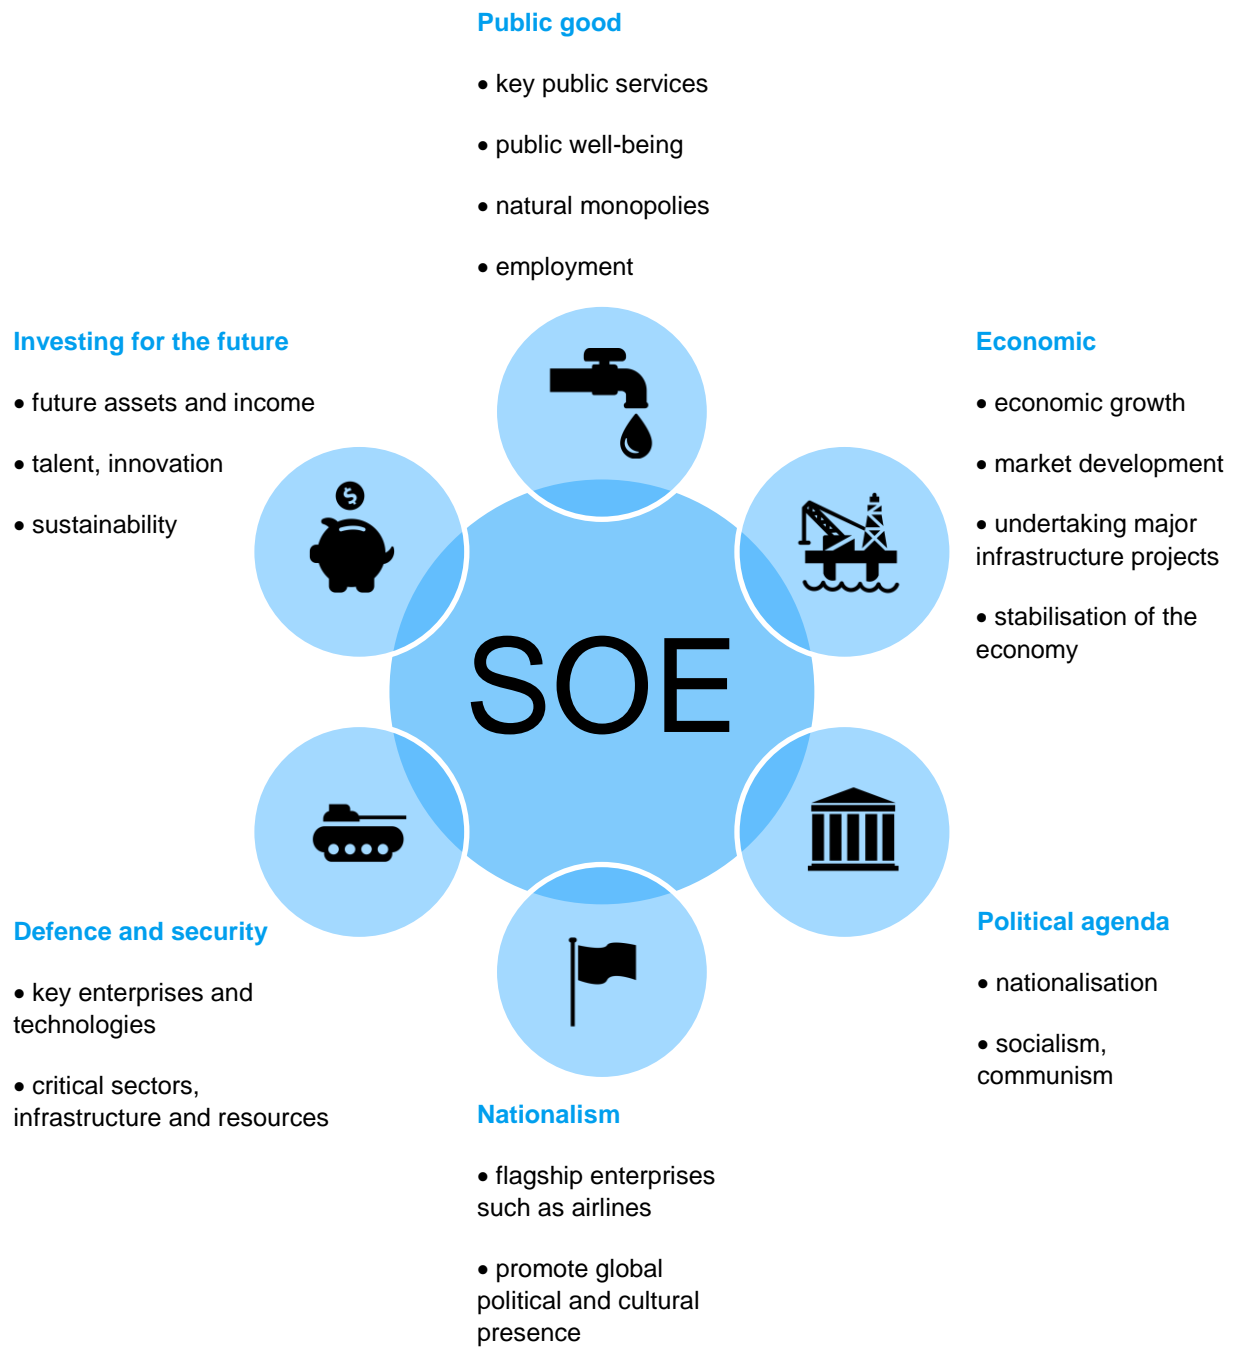 Public good
• key public services
• public well-being
• natural monopolies
• employment
Investing for the future
• future assets and income
• talent, innovation
• sustainability
Economic
• economic growth
• market development
• undertaking major
infrastructure projects
• stabilisation of the
economy
$
SOE
Defence and security
• key enterprises and
technologies
• critical sectors,
infrastructure and resources
Political agenda
• nationalisation
• socialism,
communism
Nationalism
• flagship enterprises
such as airlines
• promote global
political and cultural
presence